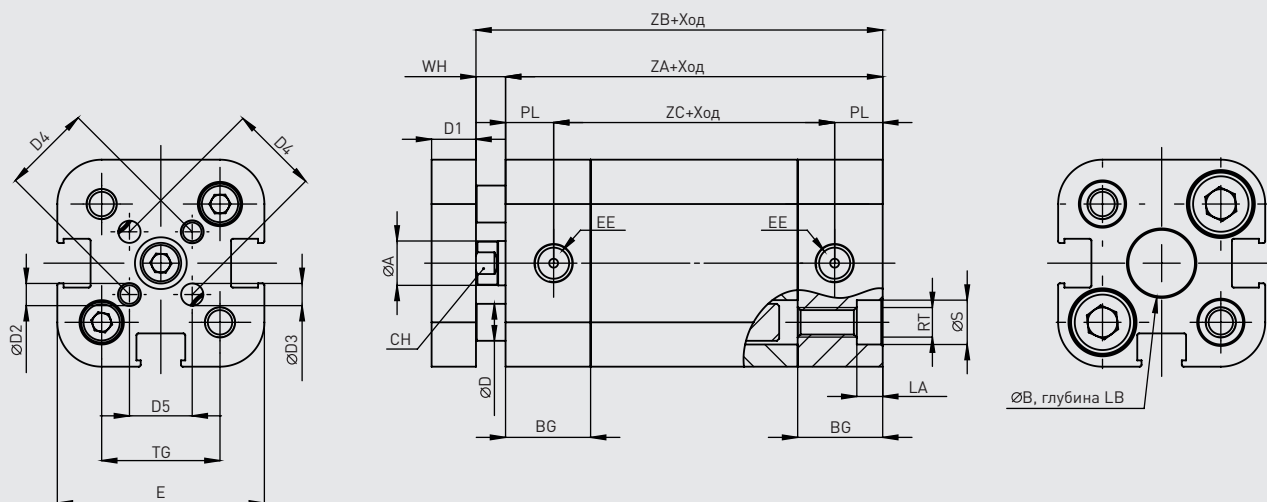 ZB+Ход
WH
ZA+Ход
PL
ZC+Ход
PL
D1
D4
D4
EE
EE
ØA
CH
ØD
RT
ØS
LA
BG
BG
ØD2
ØD3
D5
TG
E
ØB, глубина LB